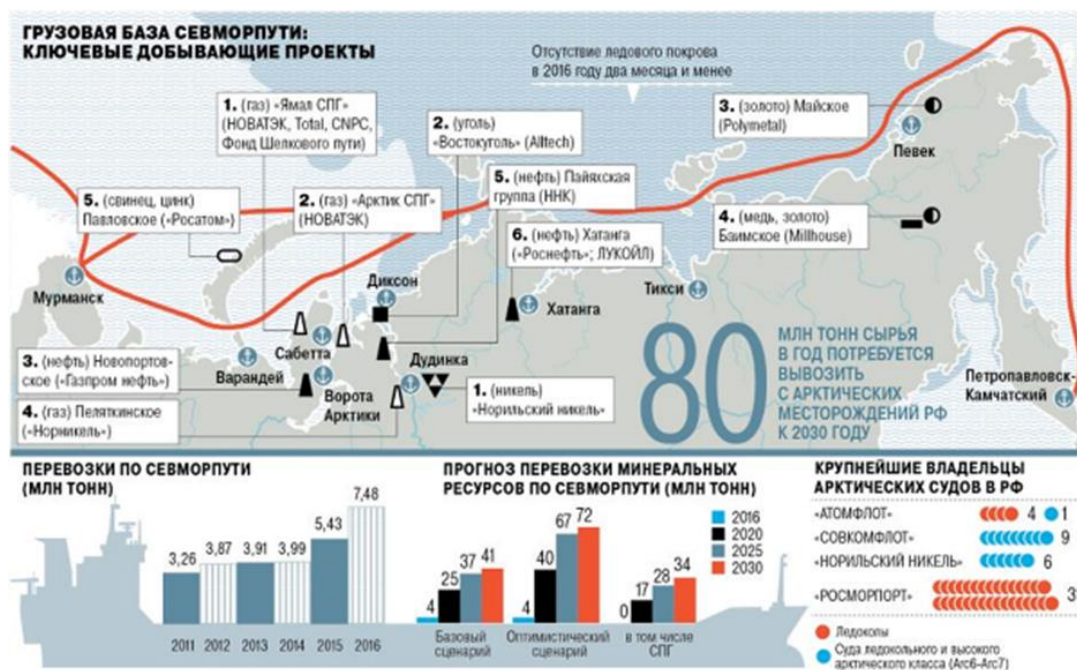 ГРУЗОВАЯ БАЗА СЕВМОРПУТИ:
КЛЮЧЕВЫЕ ДОБЫВАЮЩИЕ ПРОЕКТЫ
Отсутствие ледового покрова
в 2016 году два месяца и менее
1. (газ) «Ямал СПГ»
(НОВАТЭК, Total, CNPC,
Фонд Шелкового пути)
2. (уголь)
«Востокуголь» (Alltech)
3. (золото) Майское
(Polymetal)
Певек
5. (свинец, цинк)
Павловское («Росатом»)
2. (газ) «Арктик СПГ»
(НОВАТЭК)
5. (нефть) Пайяхская
группа (ННК)
4. (медь, золото)
Баимское (Millhouse)
6. (нефть) Хатанга
(«Роснефть»; ЛУКОЙЛ)
Мурманск
Диксон
Хатанга
Тикси
Сабетта
Варандей
Ворота
Арктики
Дудинка
3. (нефть) Новопортов-
ское («Газпром нефть»)
4. (газ) Пеляткинское
(«Норникель»)
1. (никель)
«Норильский никель»
80
МЛН ТОНН СЫРЬЯ
В ГОД ПОТРЕБУЕТСЯ
ВЫВОЗИТЬ
С АРКТИЧЕСКИХ
МЕСТОРОЖДЕНИЙ РФ
К 2030 ГОДУ
Петропавловск-
Камчатский
ПЕРЕВОЗКИ ПО СЕВМОРПУТИ
(МЛН ТОНН)
3,26
3,87
3,91
3,99
5,43
7,48
2011
2012
2013
2014
2015
2016
ПРОГНОЗ ПЕРЕВОЗКИ МИНЕРАЛЬНЫХ
РЕСУРСОВ ПО СЕВМОРПУТИ (МЛН ТОНН)
2016
2020
2025
2030
4 25 37 41
4 40 67 72
0 17 28 34
Базовый
сценарий
Оптимистический
сценарий
в том числе
СПГ
КРУПНЕЙШИЕ ВЛАДЕЛЬЦЫ
АРКТИЧЕСКИХ СУДОВ В РФ
«АТОМФЛОТ» 4 1
«СОВКОМФЛОТ» 9
«НОРИЛЬСКИЙ НИКЕЛЬ» 6
«РОСМОРПОРТ»
Ледоколы
Суда ледокольного и высокого
арктического класса (Arc6-Arc7)